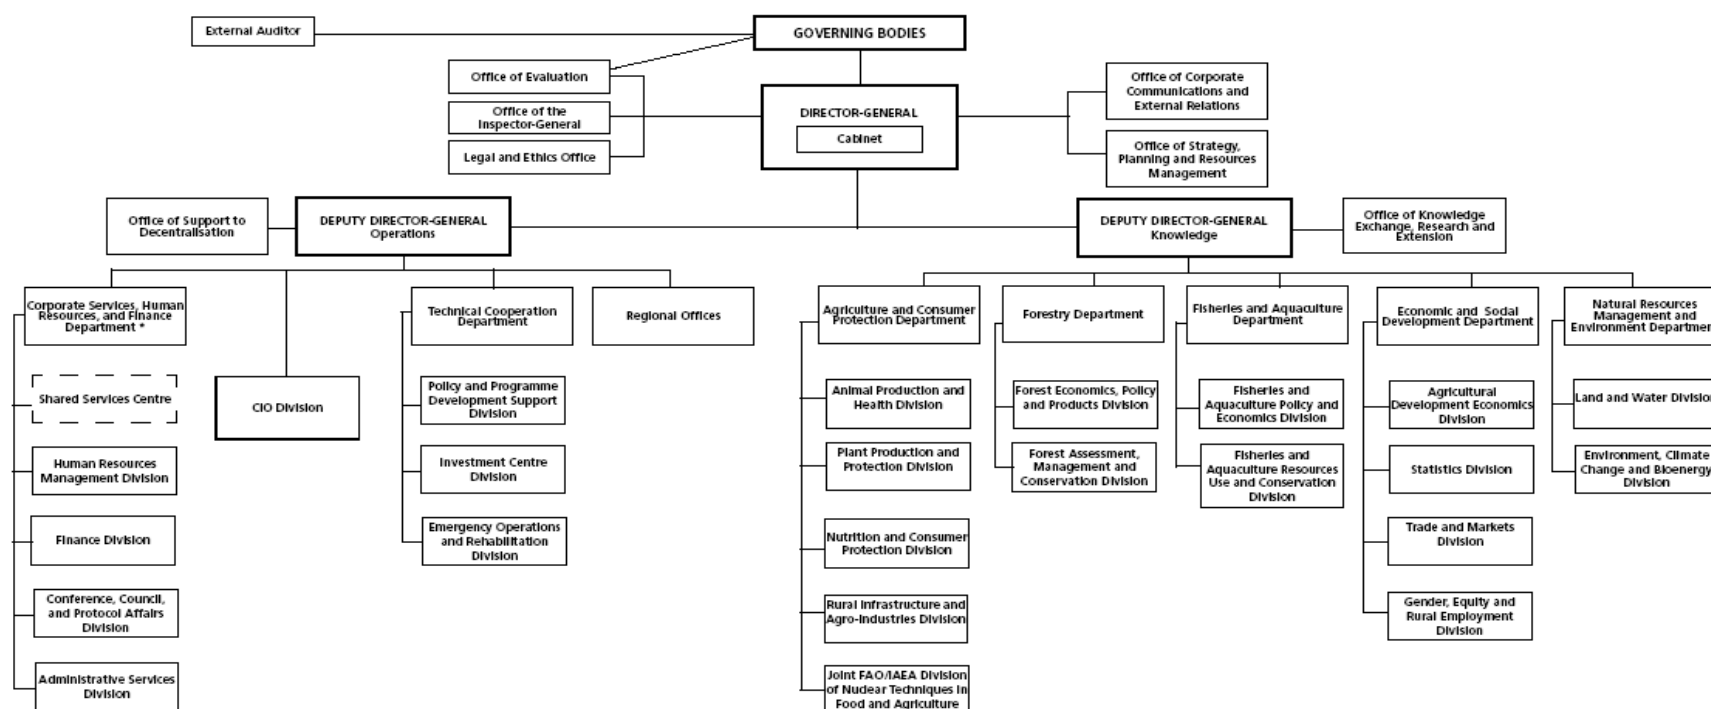 External Auditor
GOVERNING BODIES
Office of Evaluation
Office of the
Inspector-General
Legal and Ethics Office
DIRECTOR-GENERAL
Cabinet
Office of Corporate
Communications and
External Relations
Office of Strategy,
Planning and Resources
Management
Office of Support to
Decentralisation
DEPUTY DIRECTOR-GENERAL
Operations
DEPUTY DIRECTOR-GENERAL
Knowledge
Office of Knowledge
Exchange, Research and
Extension
Corporate Services, Human
Resources, and Finance
Department *
Technical Cooperation
Department
Regional Offices
Agriculture and Consumer
Protection Department
Forestry Department
Fisheries and Aquaculture
Department
Economic and Social
Development Department
Natural Resources
Management and
Environment Department
Shared Services Centre
CIO Division
Policy and Programme
Development Support
Division
Animal Production and
Health Division
Forest Economics, Policy
and Products Division
Fisheries and
Aquaculture Policy and
Economics Division
Agricultural
Development Economics
Division
Land and Water Division
Human Resources
Management Division
Investment Centre
Division
Plant Production and
Protection Division
Forest Assessment,
Management and
Conservation Division
Fisheries and
Aquaculture Resources
Use and Conservation
Division
Statistics Division
Environment, Climate
Change and Bioenergy
Division
Finance Division
Emergency Operations
and Rehabilitation
Division
Nutrition and Consumer
Protection Division
Trade and Markets
Division
Conference, Council,
and Protocol Affairs
Division
Rural Infrastructure and
Agro-Industries Division
Gender, Equity and
Rural Employment
Division
Administrative Services
Division
Joint FAO/IAEA Division
of Nuclear Techniques in
Food and Agriculture